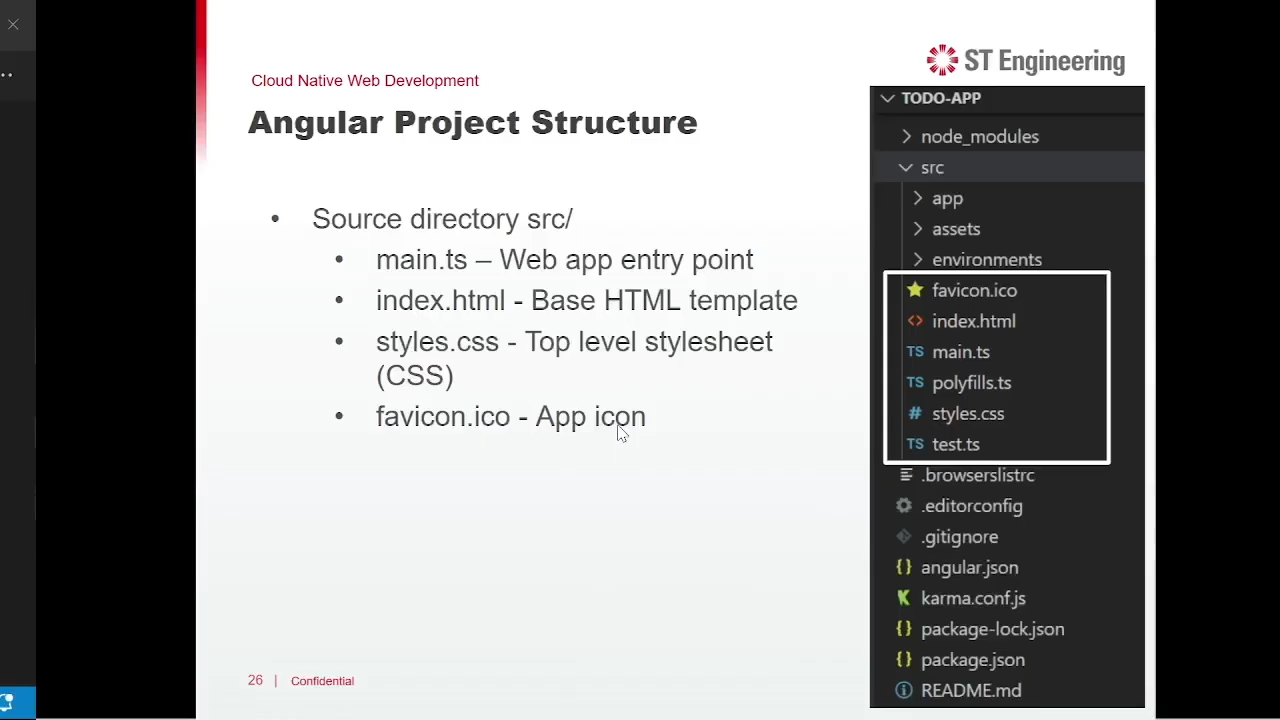 ST Engineering
Cloud Native Web Development
Angular Project Structure
• Source directory src/
• main.ts – Web app entry point
• index.html - Base HTML template
• styles.css - Top level stylesheet
(CSS)
• favicon.ico - App icon
26 | Confidential
TODO-APP
node_modules
src
app
assets
environments
favicon.ico
<> index.html
TS main.ts
TS polyfills.ts
# styles.css
TS test.ts
.browserslistrc
.editorconfig
.gitignore
{} angular.json
karma.conf.js
{} package-lock.json
{} package.json
README.md